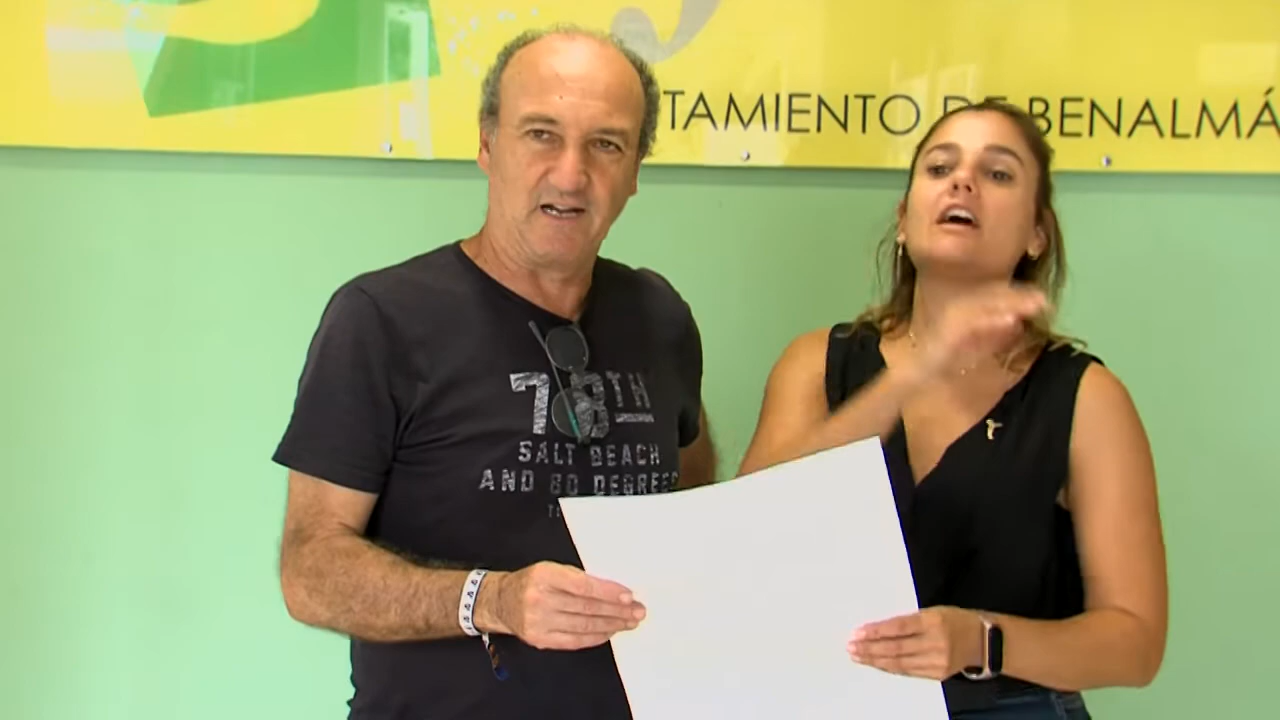 TAMIENTO DE BENALMÁ
78TH
SALT BEACH
AND 80 DEGREES